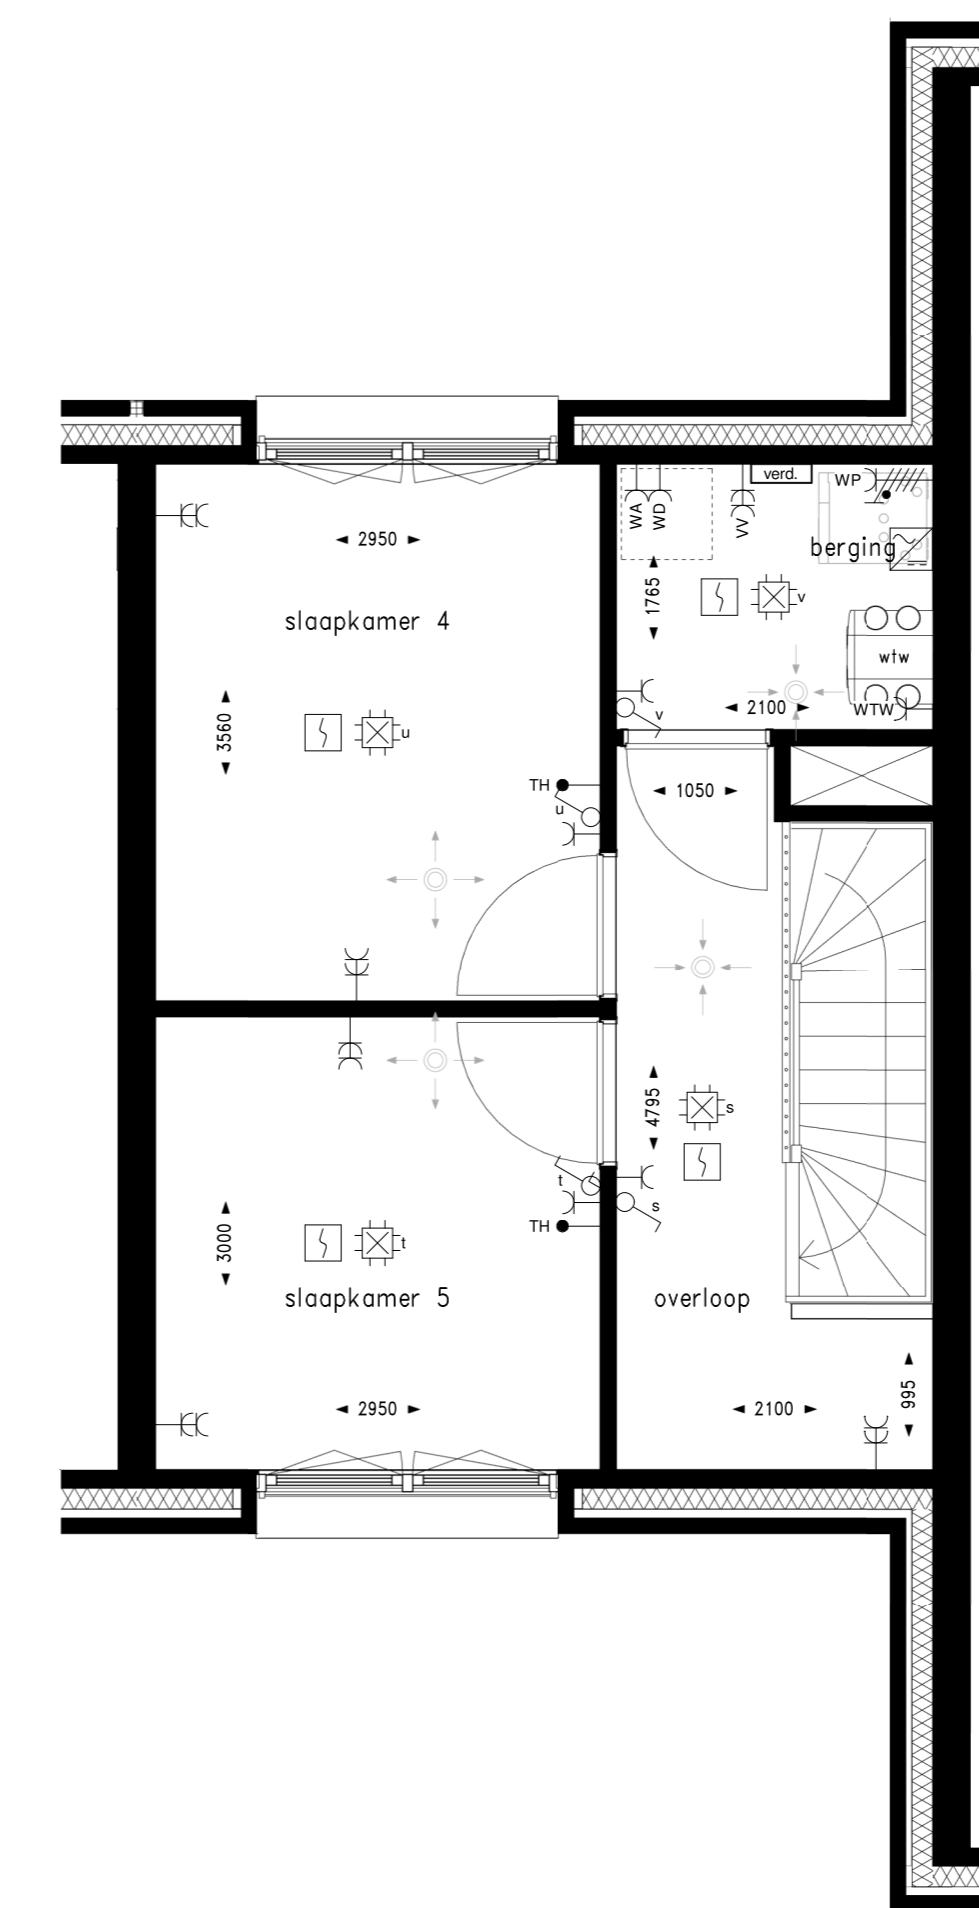 verd.
WP
WA
WD
VV
berging
2950
1765
v
slaapkamer 4
wtw
WTW
2100
v
3560
u
TH
u
1050
4795
s
t
s
TH
3000
t
slaapkamer 5
overloop
995
2950
2100